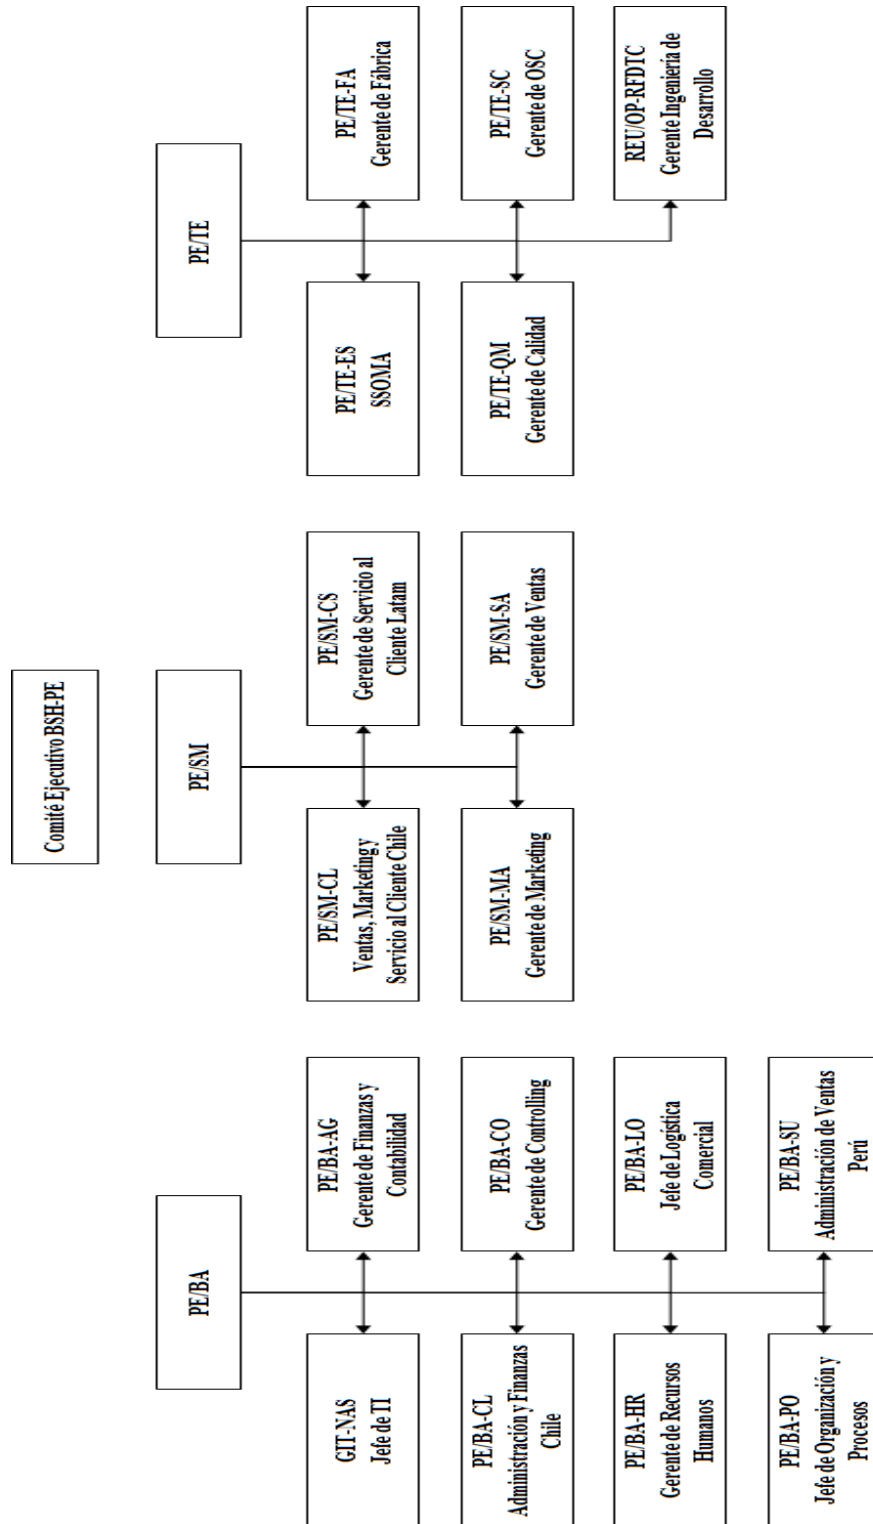 Comité Ejecutivo BSH-PE
PE/BA
PE/SM
PE/TE
GIT-NAS
Jefe de TI
PE/BA-AG
Gerente de Finanzas y
Contabilidad
PE/SM-CL
Ventas, Marketing y
Servicio al Cliente Chile
PE/SM-CS
Gerente de Servicio al
Cliente Latam
PE/TE-ES
SSOMA
PE/TE-FA
Gerente de Fábrica
PE/BA-CL
Administración y Finanzas
Chile
PE/BA-CO
Gerente de Controlling
PE/SM-MA
Gerente de Marketing
PE/SM-SA
Gerente de Ventas
PE/TE-QM
Gerente de Calidad
PE/TE-SC
Gerente de OSC
PE/BA-HR
Gerente de Recursos
Humanos
PE/BA-LO
Jefe de Logística
Comercial
REU/OP-RFDTC
Gerente Ingeniería de
Desarrollo
PE/BA-PO
Jefe de Organización y
Procesos
PE/BA-SU
Administración de Ventas
Perú